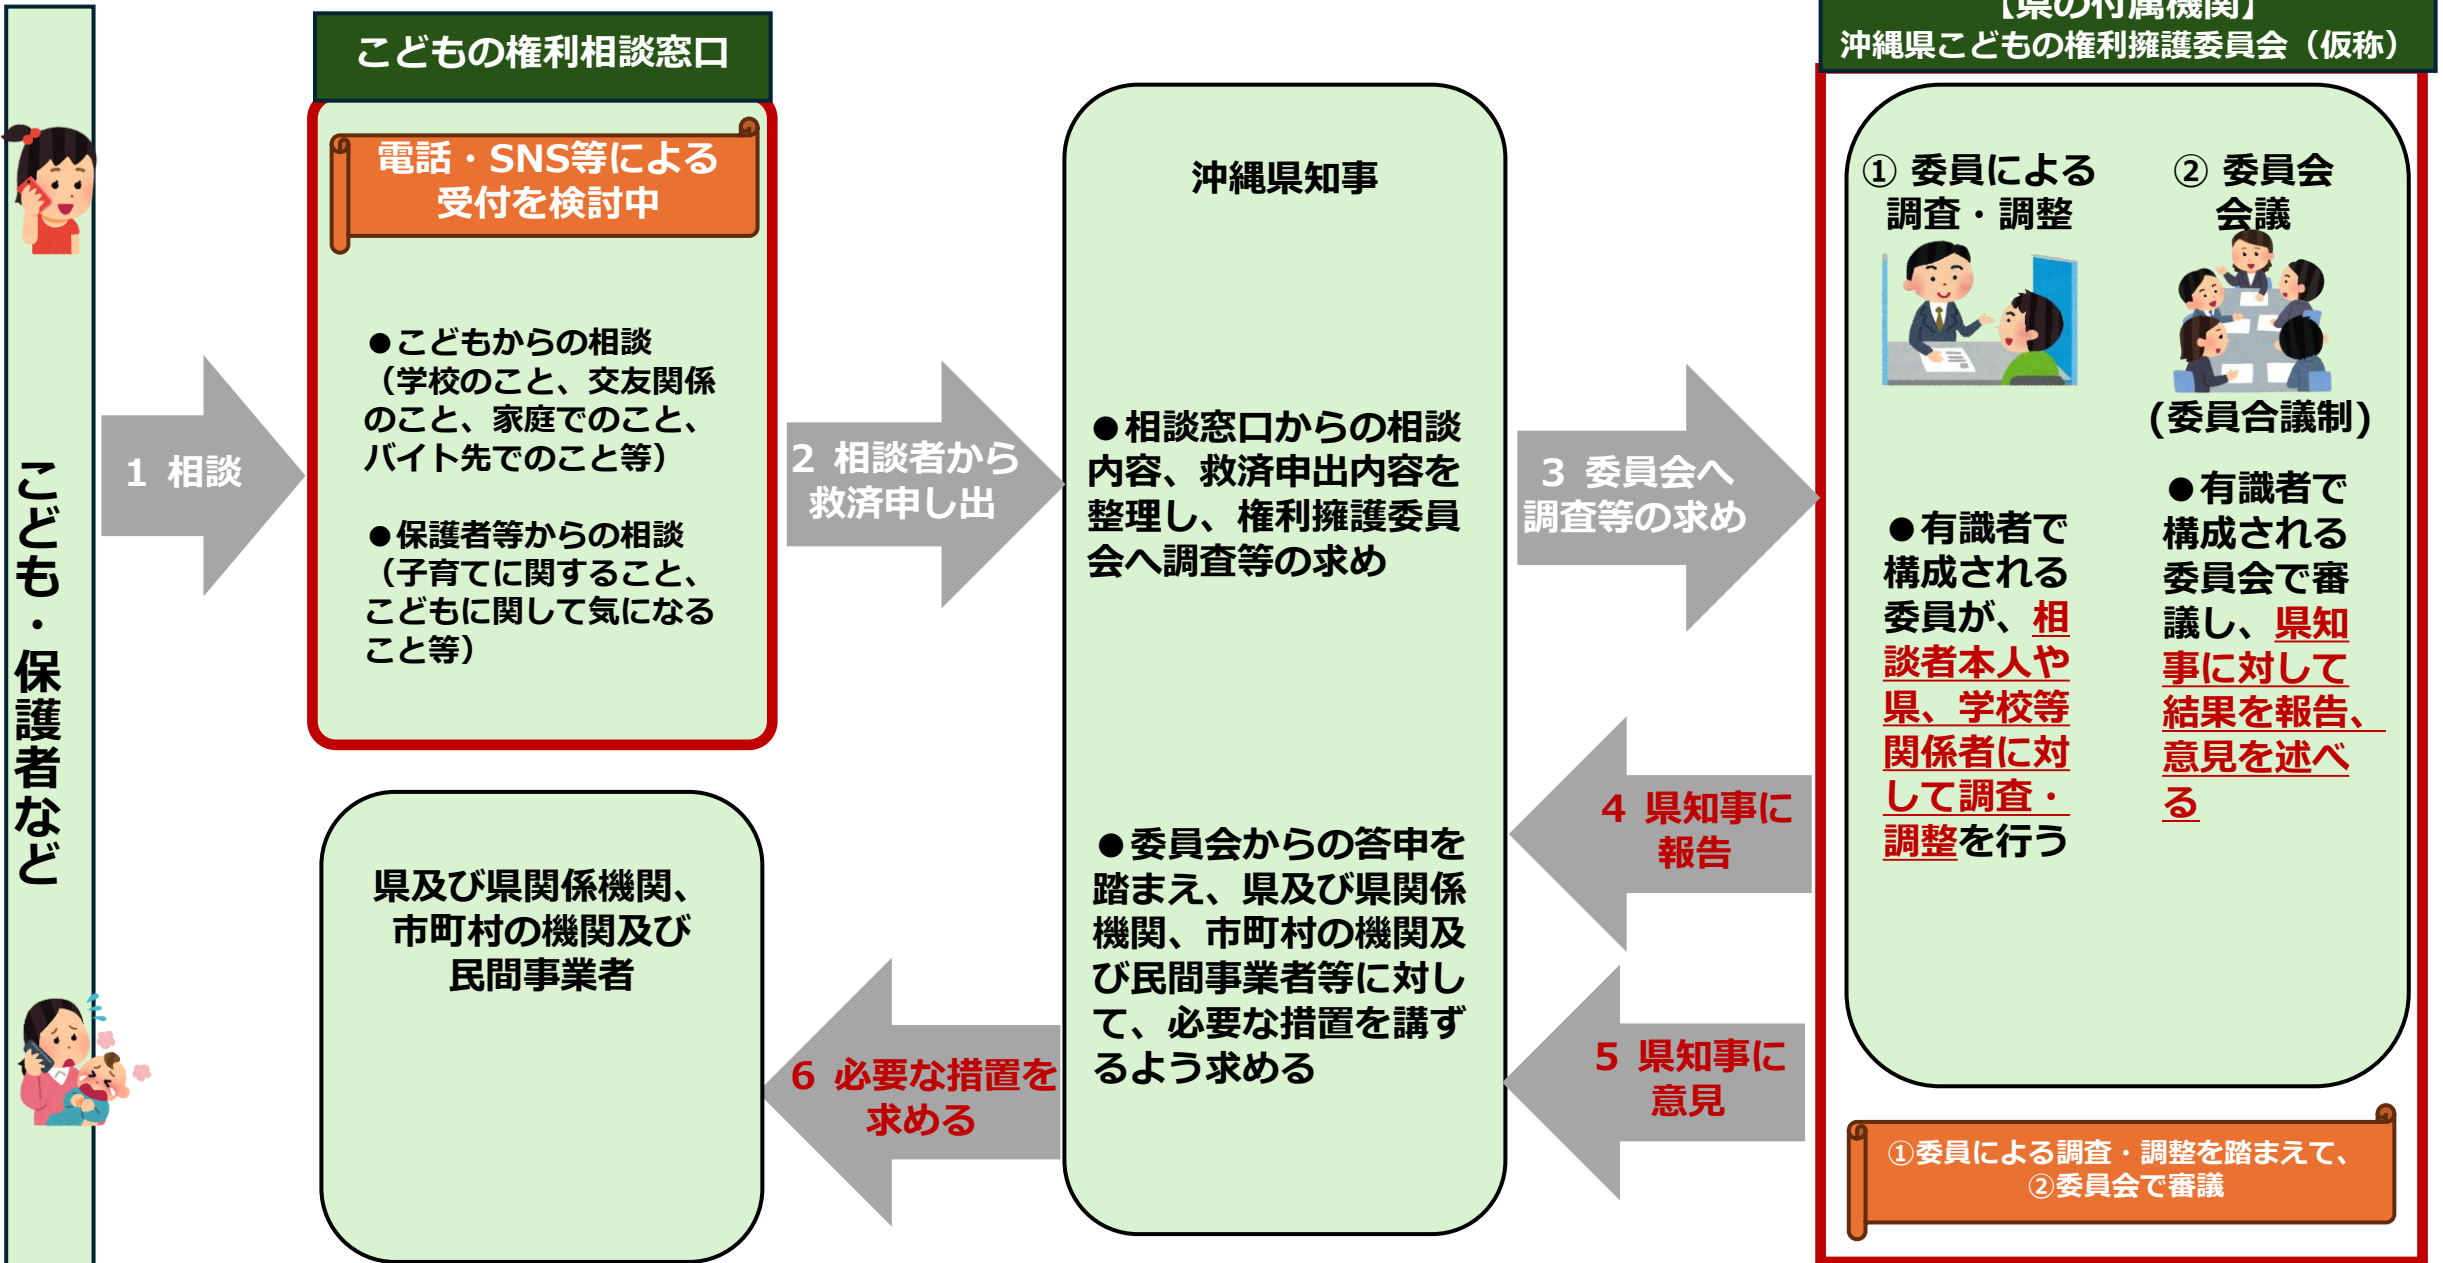 こども・保護者など
1 相談
こどもの権利相談窓口
電話・SNS等による
受付を検討中
●こどもからの相談
（学校のこと、交友関係
のこと、家庭でのこと、
バイト先でのこと等）
●保護者等からの相談
（子育てに関すること、
こどもに関して気になる
こと等）
2 相談者から
救済申し出
沖縄県知事
●相談窓口からの相談
内容、救済申出内容を
整理し、権利擁護委員
会へ調査等の求め
●委員会からの答申を
踏まえ、県及び県関係
機関、市町村の機関及
び民間事業者等に対し
て、必要な措置を講ず
るよう求める
3 委員会へ
調査等の求め
【県の付属機関】
沖縄県こどもの権利擁護委員会（仮称）
① 委員による
調査・調整
●有識者で
構成される
委員が、相
談者本人や
県、学校等
関係者に対
して調査・
調整を行う
② 委員会
会議
(委員合議制)
●有識者で
構成される
委員会で審
議し、県知
事に対して
結果を報告、
意見を述べ
る
①委員による調査・調整を踏まえて、
②委員会で審議
4 県知事に
報告
5 県知事に
意見
6 必要な措置を
求める
県及び県関係機関、
市町村の機関及び
民間事業者